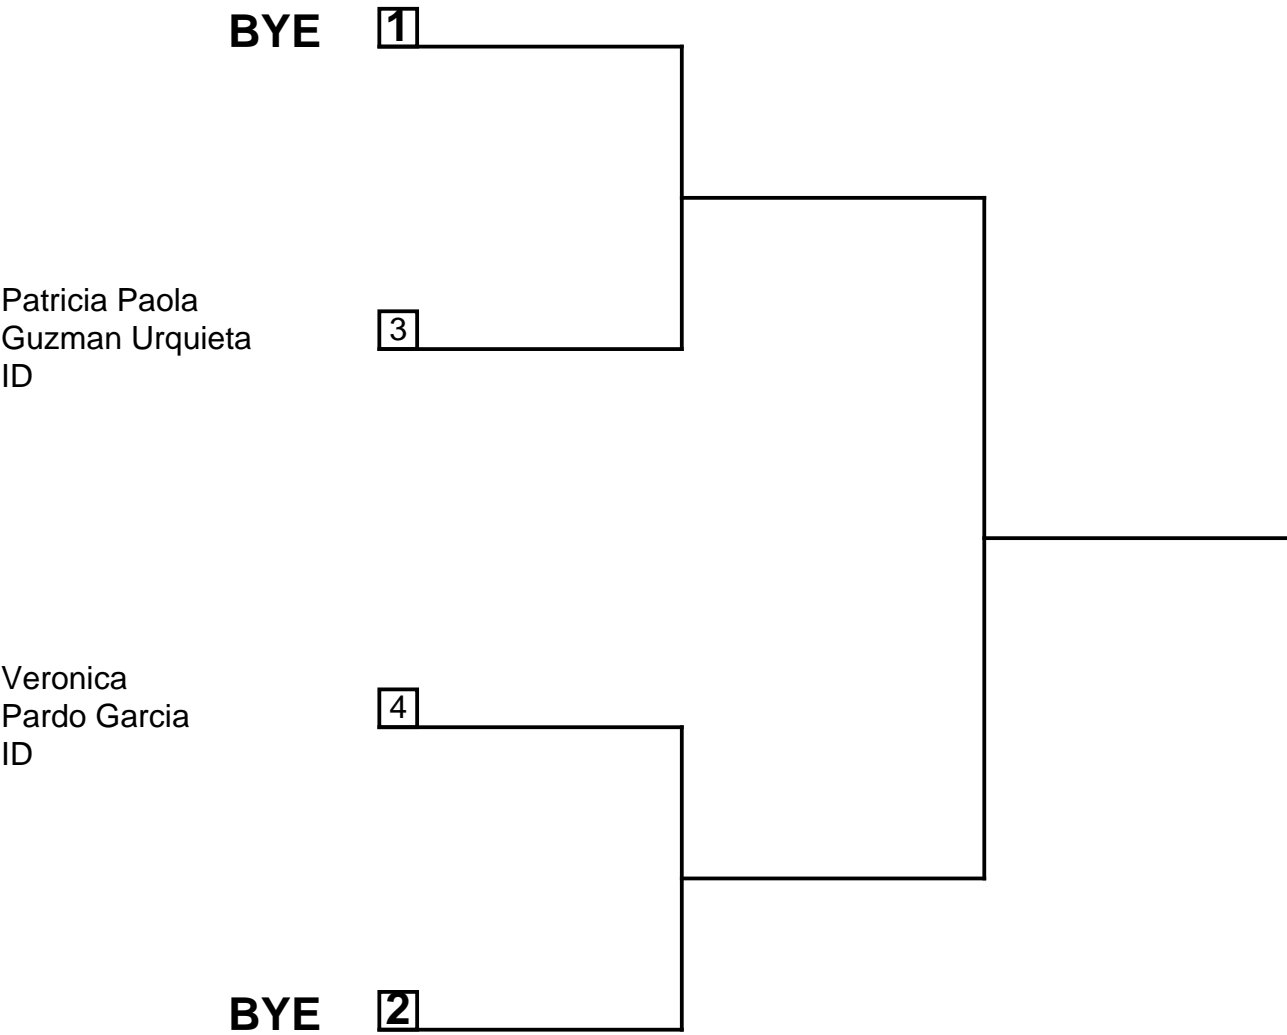 BYE 1
Patricia Paola
Guzman Urquieta 3
ID
Veronica
Pardo Garcia 4
ID
BYE 2